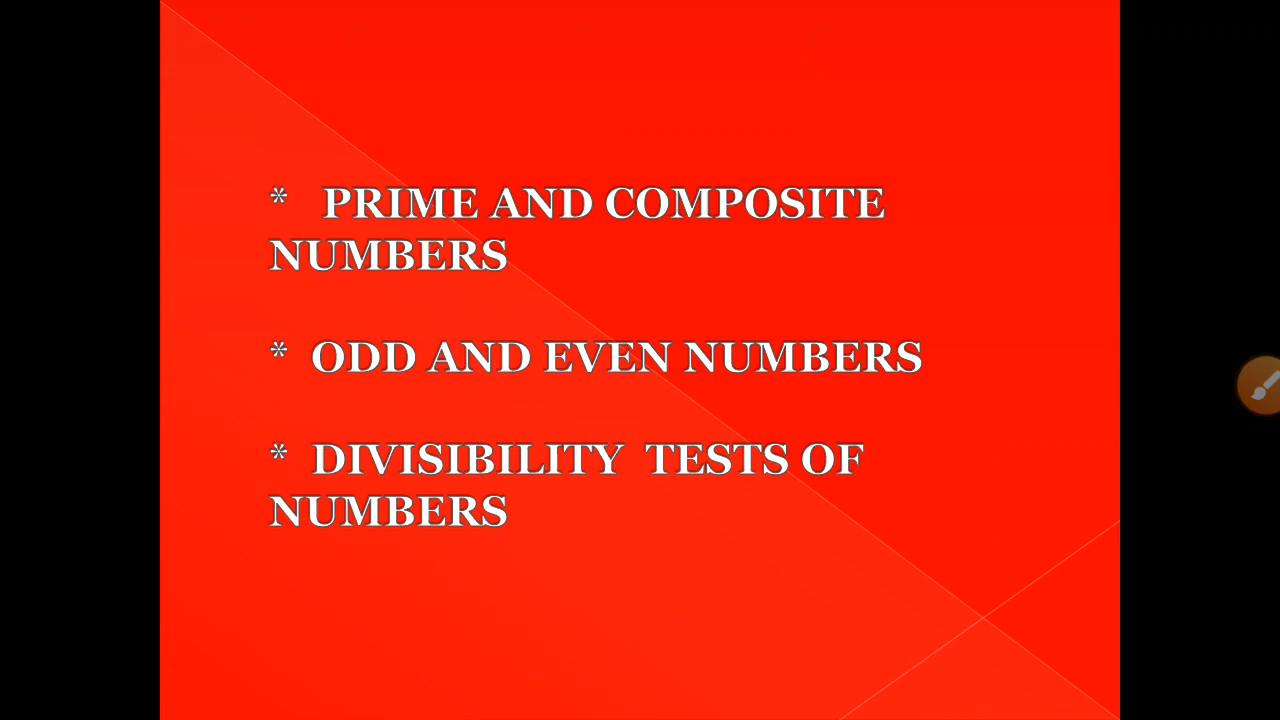 * PRIME AND COMPOSITE
NUMBERS
* ODD AND EVEN NUMBERS
* DIVISIBILITY TESTS OF
NUMBERS